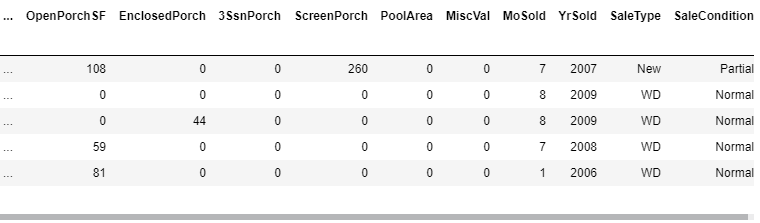 ... OpenPorchSF EnclosedPorch 3SsnPorch ScreenPorch PoolArea MiscVal MoSold YrSold SaleType SaleCondition
... 108 0 0 260 0 0 7 2007 New Partial
... 0 0 0 0 0 0 8 2009 WD Normal
... 0 44 0 0 0 0 8 2009 WD Normal
... 59 0 0 0 0 0 7 2008 WD Normal
... 81 0 0 0 0 0 1 2006 WD Normal